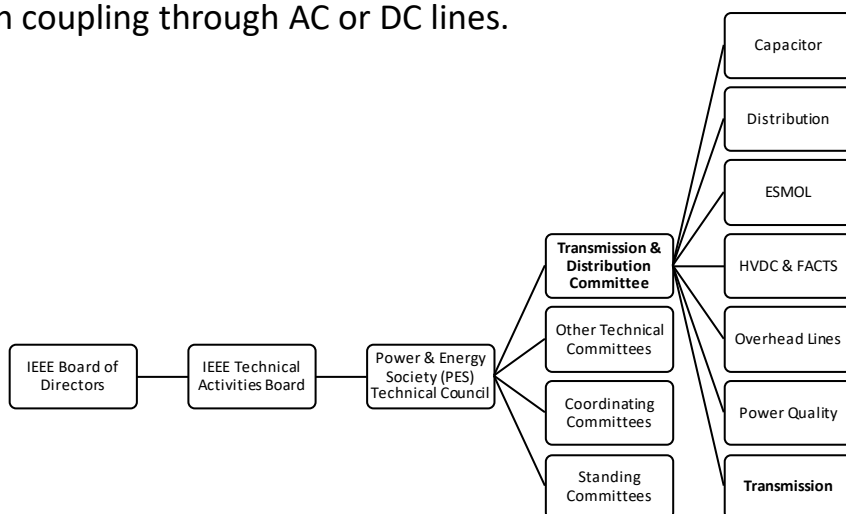 coupling through AC or DC lines.
Capacitor
Distribution
ESMOL
Transmission &
Distribution
Committee
HVDC & FACTS
Other Technical
Committees
Overhead Lines
IEEE Board of
Directors
IEEE Technical
Activities Board
Power & Energy
Society (PES)
Technical Council
Coordinating
Committees
Power Quality
Standing
Committees
Transmission